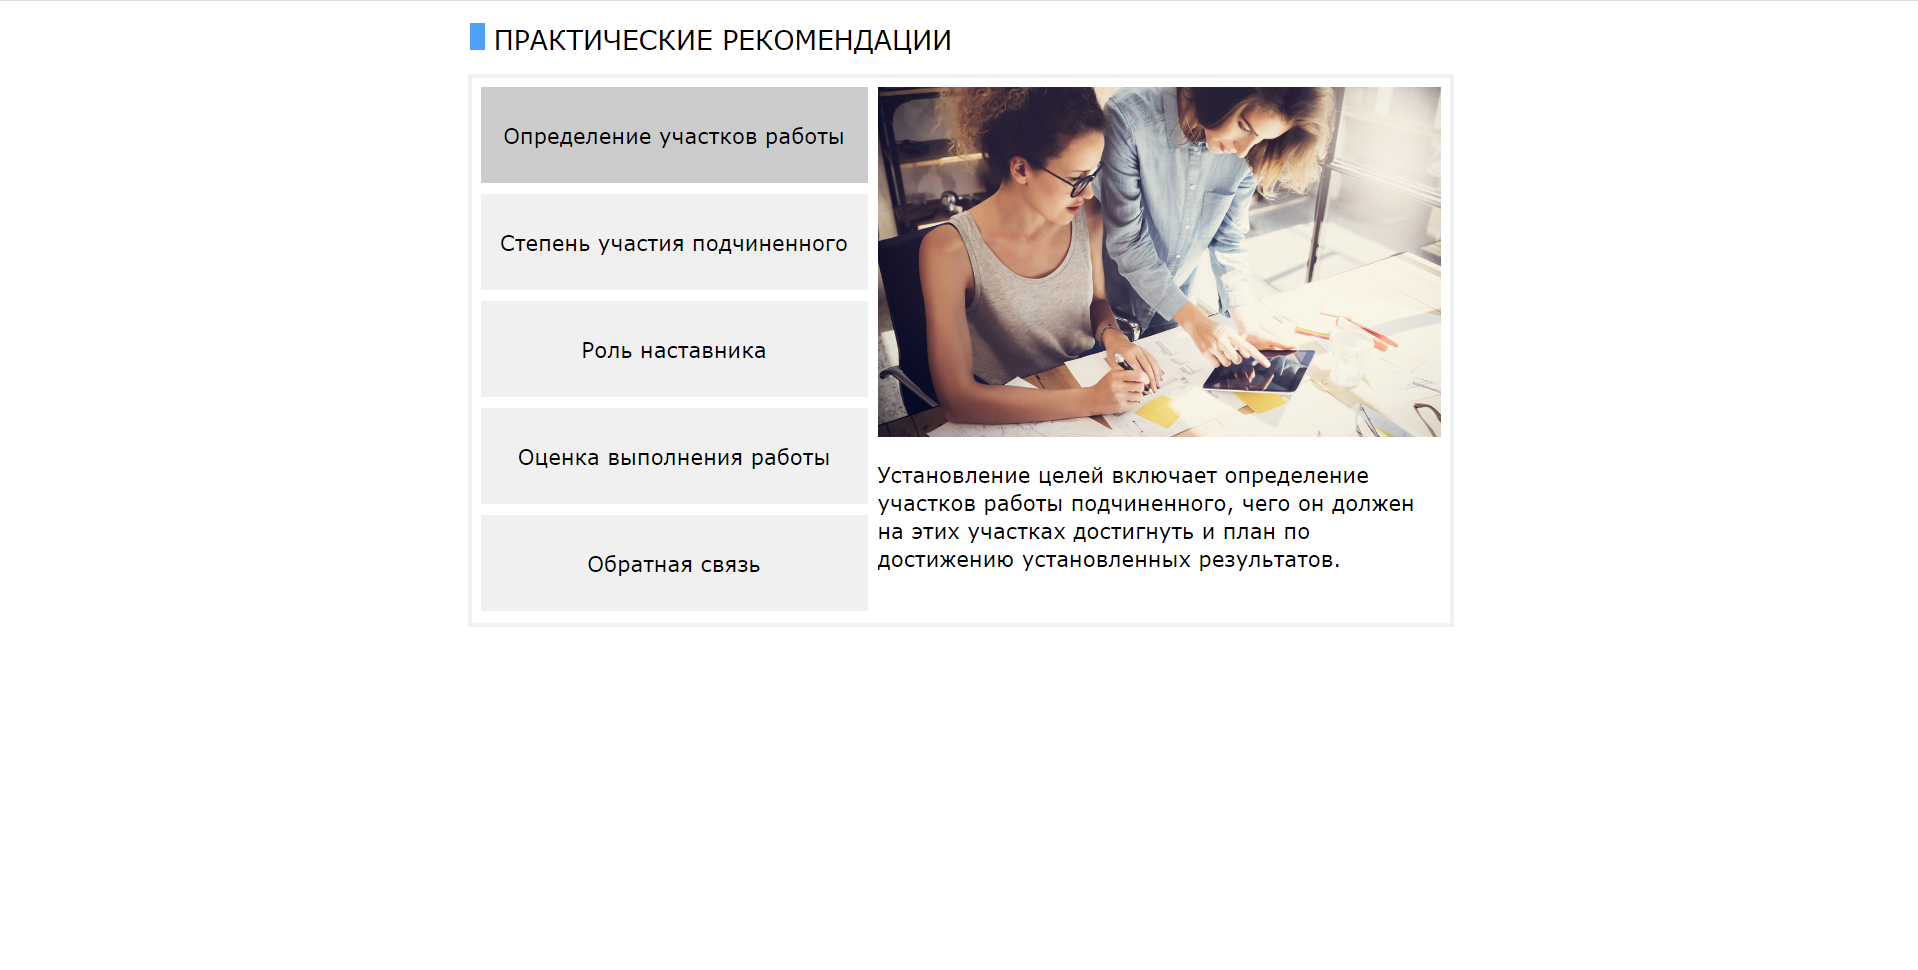 ПРАКТИЧЕСКИЕ РЕКОМЕНДАЦИИ
Определение участков работы
Степень участия подчиненного
Роль наставника
Оценка выполнения работы
Обратная связь
Установление целей включает определение
участков работы подчиненного, чего он должен
на этих участках достигнуть и план по
достижению установленных результатов.